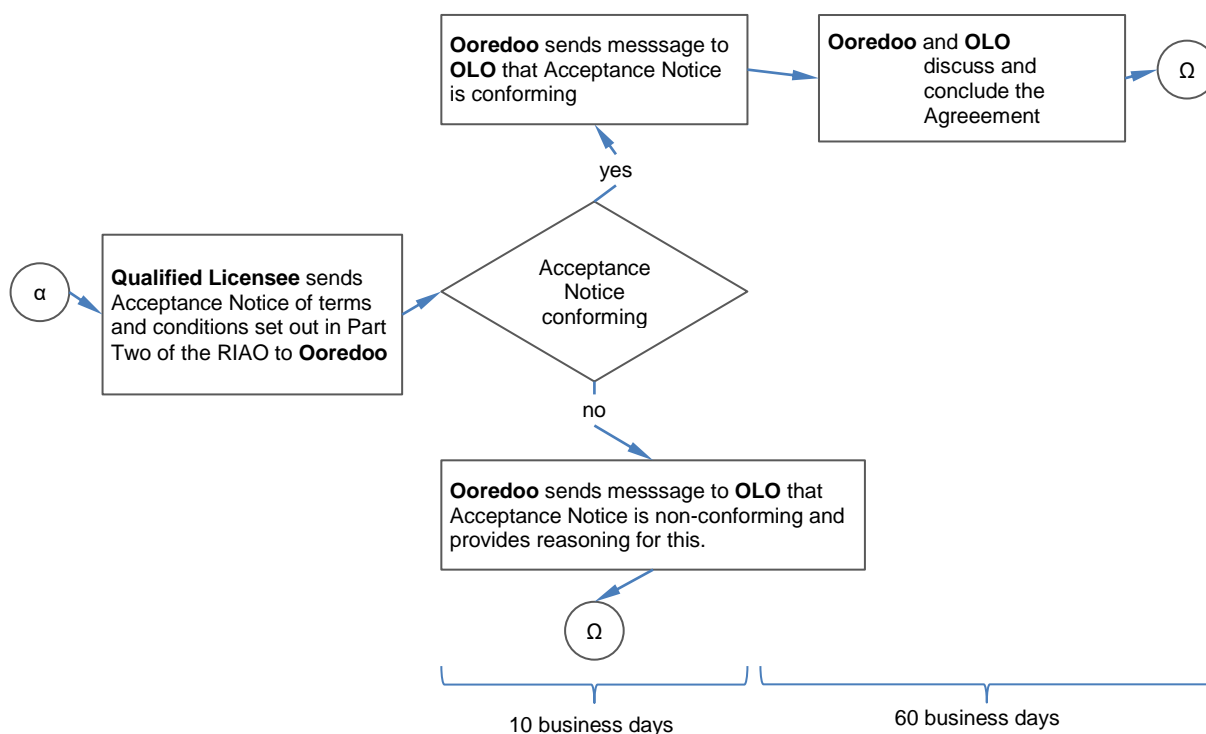 Ooredoo sends messsage to
OLO that Acceptance Notice
is conforming
Ooredoo and OLO
discuss and
conclude the
Agreeement
Ω
yes
α
Qualified Licensee sends
Acceptance Notice of terms
and conditions set out in Part
Two of the RIAO to Ooredoo
Acceptance
Notice
conforming
no
Ooredoo sends messsage to OLO that
Acceptance Notice is non-conforming and
provides reasoning for this.
Ω
10 business days
60 business days